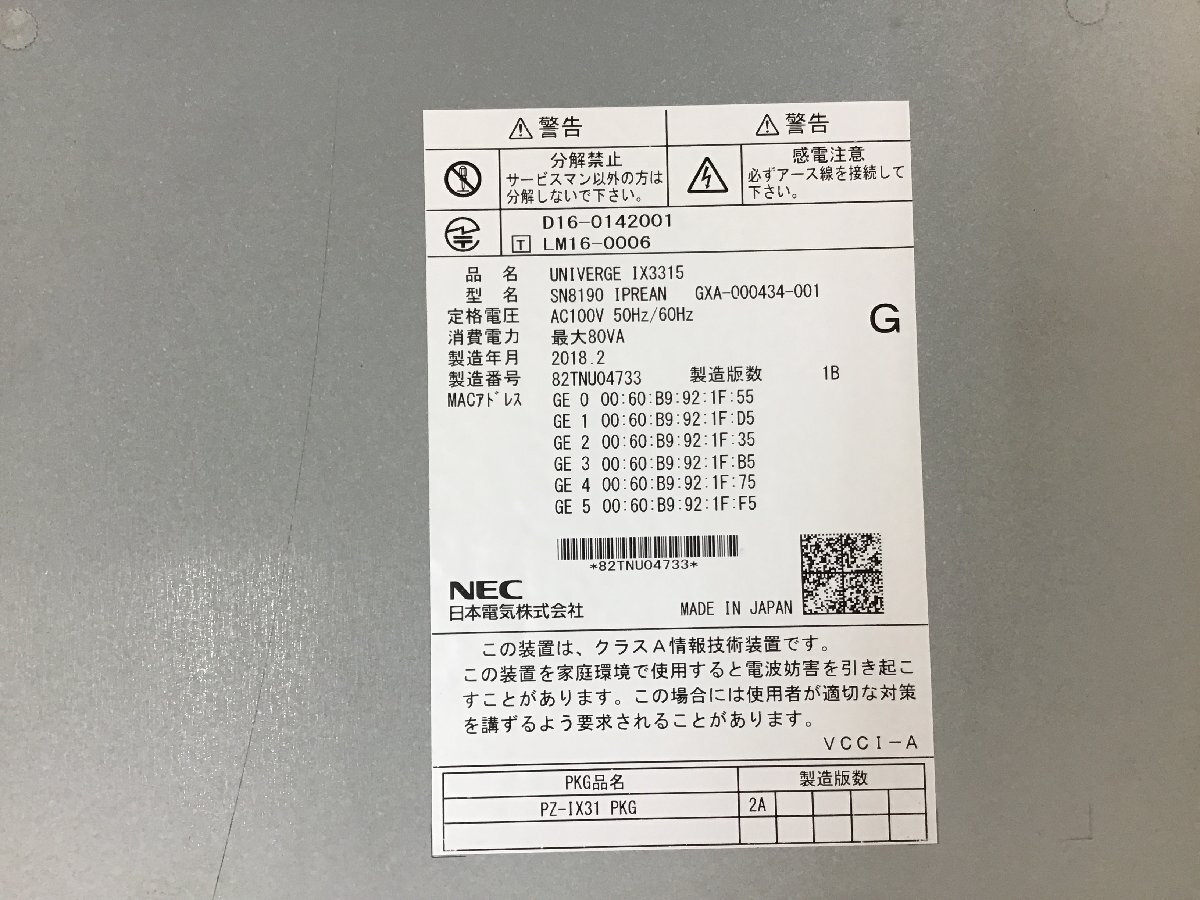 ⚠警告
⚠警告
分解禁止
サービスマン以外の方は
分解しないで下さい。
感電注意
必ずアース線を接続して
下さい。
D16-0142001
T LM16-0006
品 名 UNIVERGE IX3315
型 名 SN8190 IPREAN GXA-000434-001
定格電圧 AC100V 50Hz/60Hz
G
消費電力 最大80VA
製造年月 2018.2
製造番号 82TNU04733 製造版数 1B
MACｱﾄﾞﾚｽ GE 0 00:60:B9:92:1F:55
GE 1 00:60:B9:92:1F:D5
GE 2 00:60:B9:92:1F:35
GE 3 00:60:B9:92:1F:B5
GE 4 00:60:B9:92:1F:75
GE 5 00:60:B9:92:1F:F5
*82TNU04733*
NEC
日本電気株式会社 MADE IN JAPAN
この装置は、クラスA情報技術装置です。
この装置を家庭環境で使用すると電波妨害を引き起こ
すことがあります。この場合には使用者が適切な対策
を講ずるよう要求されることがあります。
VCCI-A
PKG品名 製造版数
PZ-IX31 PKG 2A